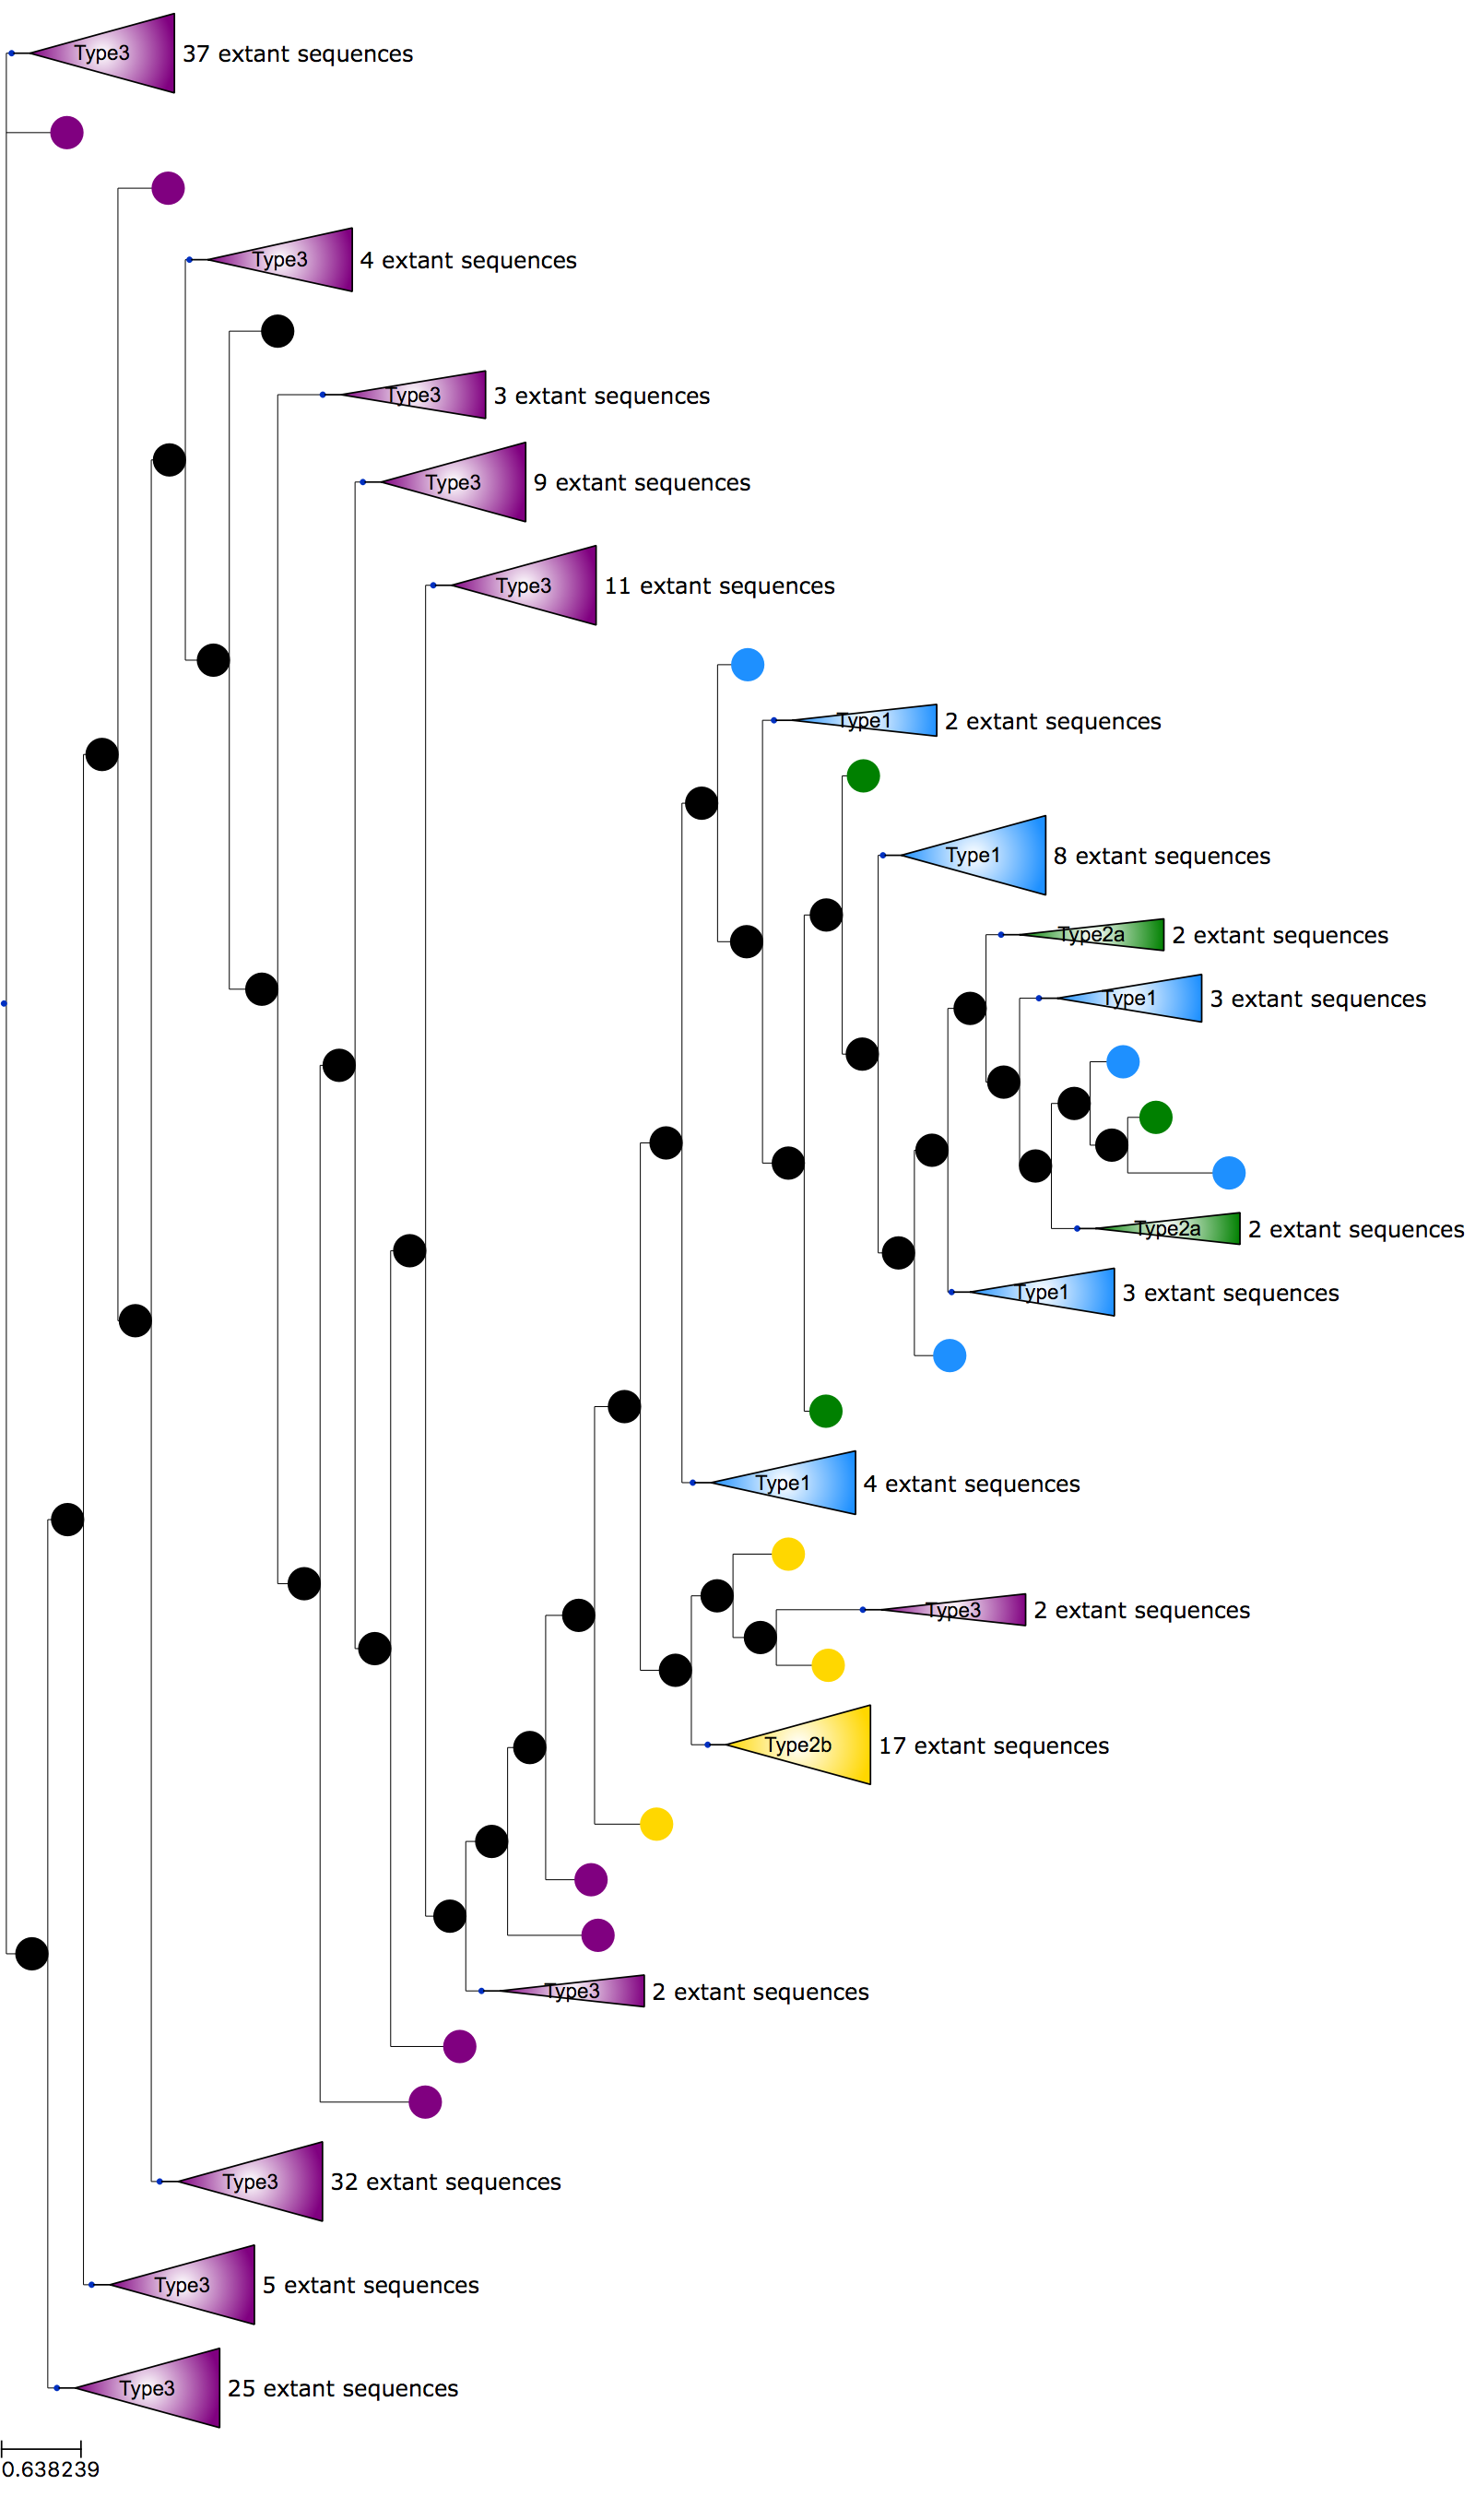 Type3 37 extant sequences
Type3 4 extant sequences
Type3 3 extant sequences
Type3 9 extant sequences
Type3 11 extant sequences
Type1 2 extant sequences
Type1 8 extant sequences
Type2a 2 extant sequences
Type1 3 extant sequences
Type2a 2 extant sequences
Type1 3 extant sequences
Type1 4 extant sequences
Type3 2 extant sequences
Type2b 17 extant sequences
Type3 2 extant sequences
Type3 32 extant sequences
Type3 5 extant sequences
Type3 25 extant sequences
0.638239